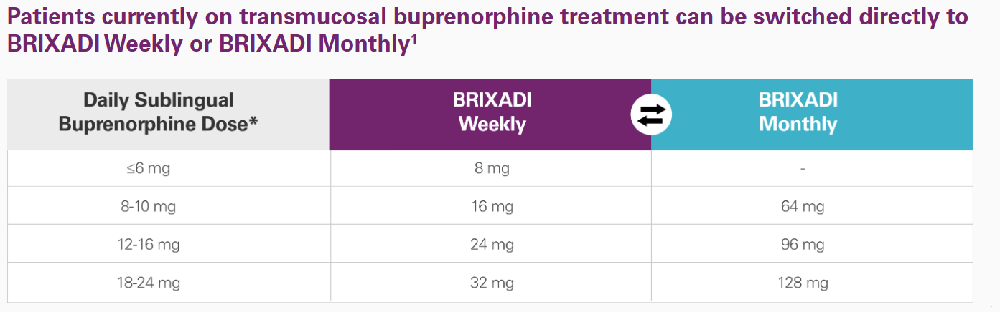 Patients currently on transmucosal buprenorphine treatment can be switched directly to
BRIXADI Weekly or BRIXADI Monthly¹
Daily Sublingual
Buprenorphine Dose*
BRIXADI
Weekly
BRIXADI
Monthly
≤6 mg 8 mg -
8-10 mg 16 mg 64 mg
12-16 mg 24 mg 96 mg
18-24 mg 32 mg 128 mg